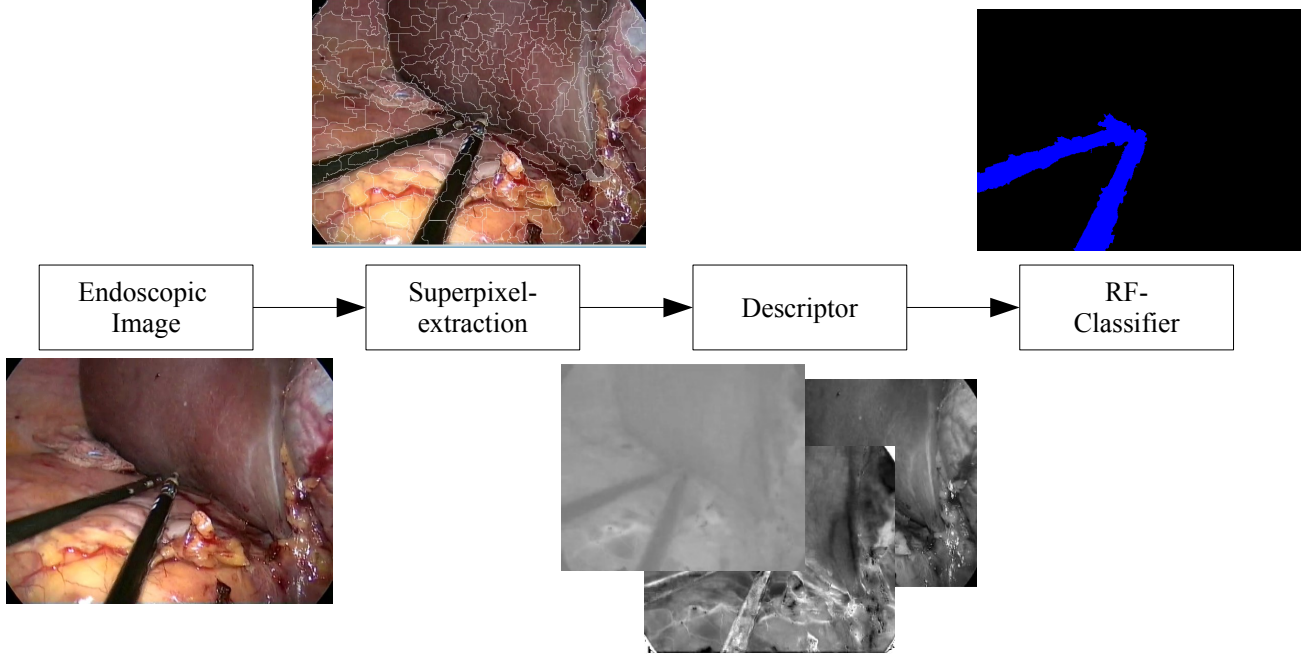 Endoscopic
Image
Superpixel-
extraction
Descriptor
RF-
Classifier